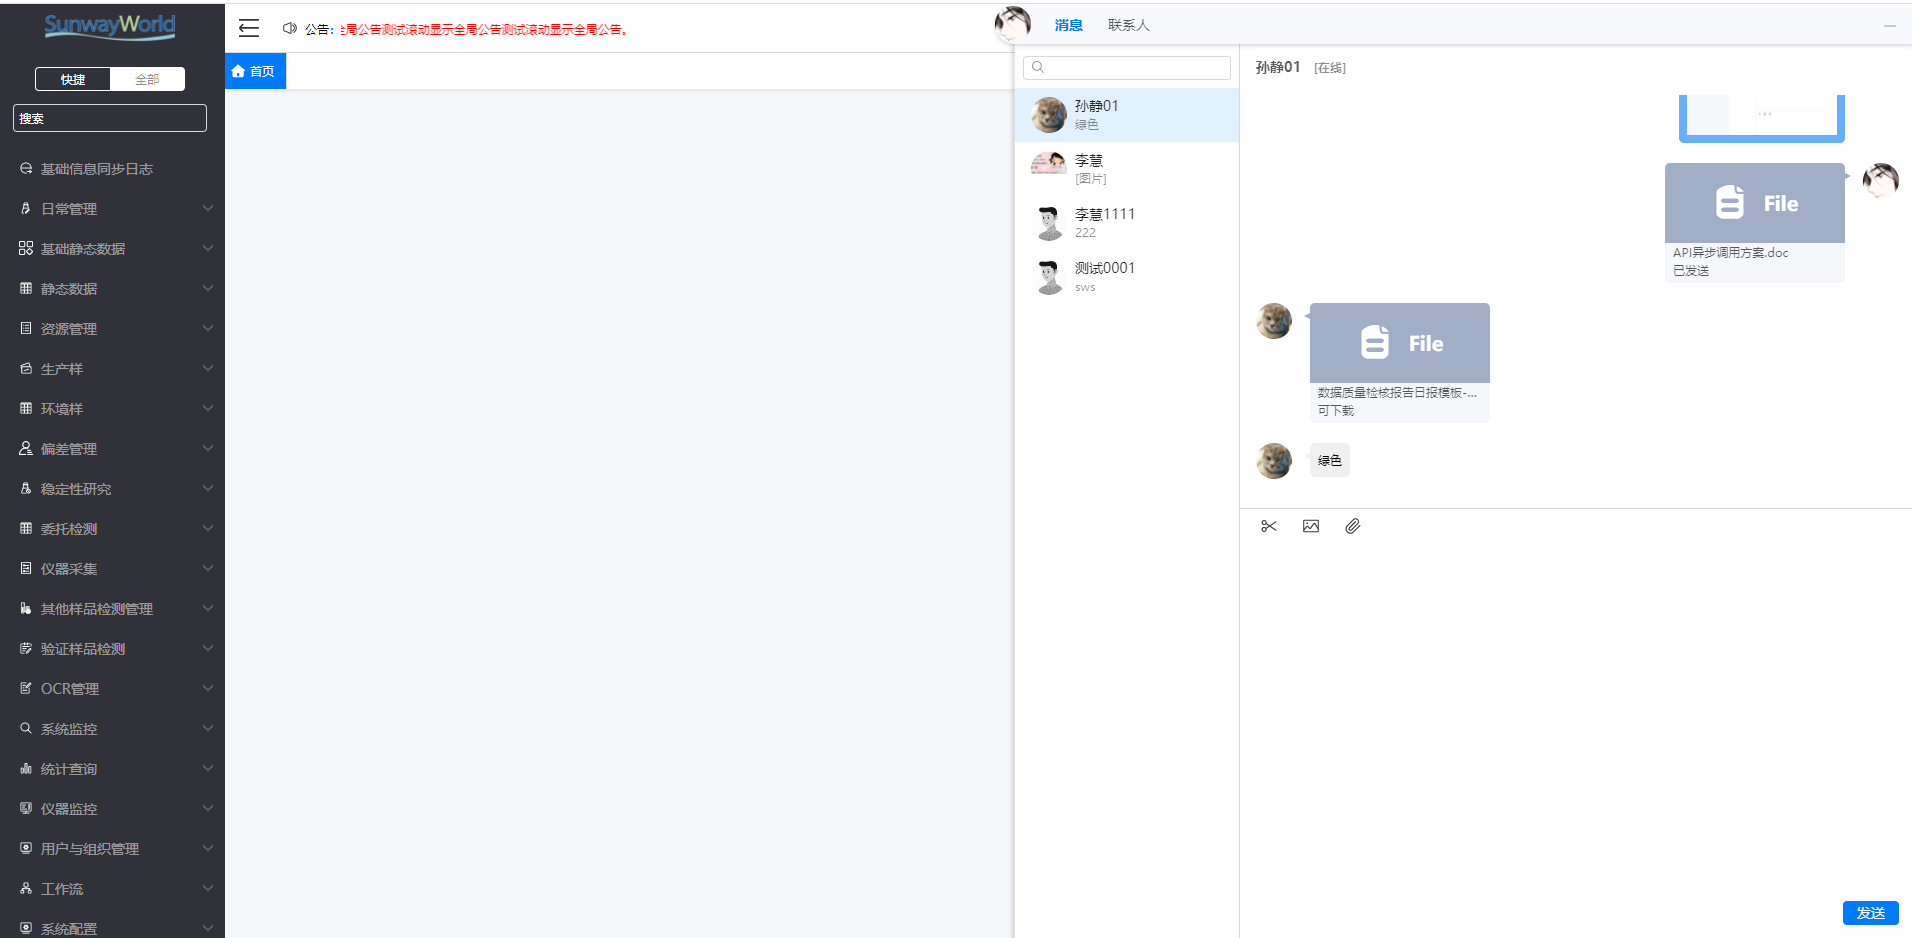 SunwayWorld
快捷
全部
搜索
基础信息同步日志
日常管理
基础静态数据
静态数据
资源管理
生产样
环境样
偏差管理
稳定性研究
委托检测
仪器采集
其他样品检测管理
验证样品检测
OCR管理
系统监控
统计查询
仪器监控
用户与组织管理
工作流
系统配置
公告：全局公告测试滚动显示全局公告测试滚动显示全局公告。
首页
消息
联系人
孙静01
绿色
李慧
[图片]
李慧1111
222
测试0001
sws
孙静01 [在线]
...
File
API异步调用方案.doc
已发送
File
数据质量检核报告日报模板-...
可下载
绿色
发送